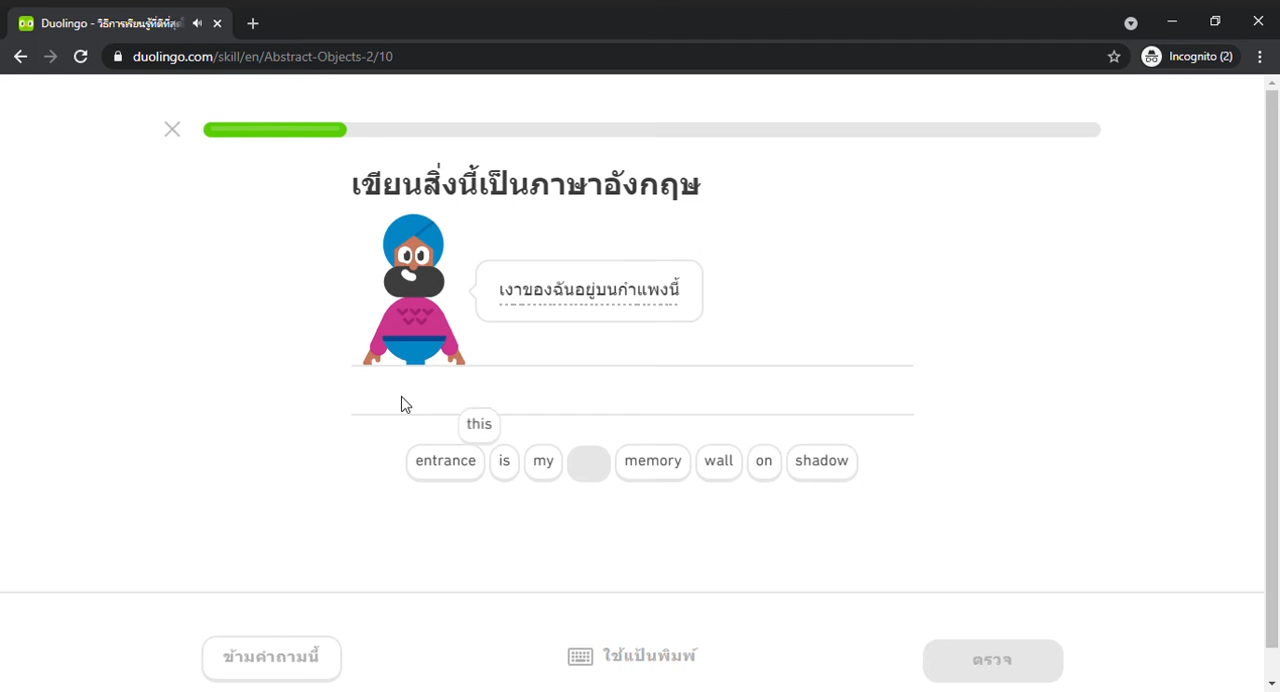 Duolingo - วิธีการเรียนรู้ที่ดีที่สุด
duolingo.com/skill/en/Abstract-Objects-2/10
Incognito (2)
เขียนสิ่งนี้เป็นภาษาอังกฤษ
เงาของฉันอยู่บนกำแพงนี้
this
entrance is my memory wall on shadow
ข้ามคำถามนี้ ใช้แป้นพิมพ์ ตรวจ